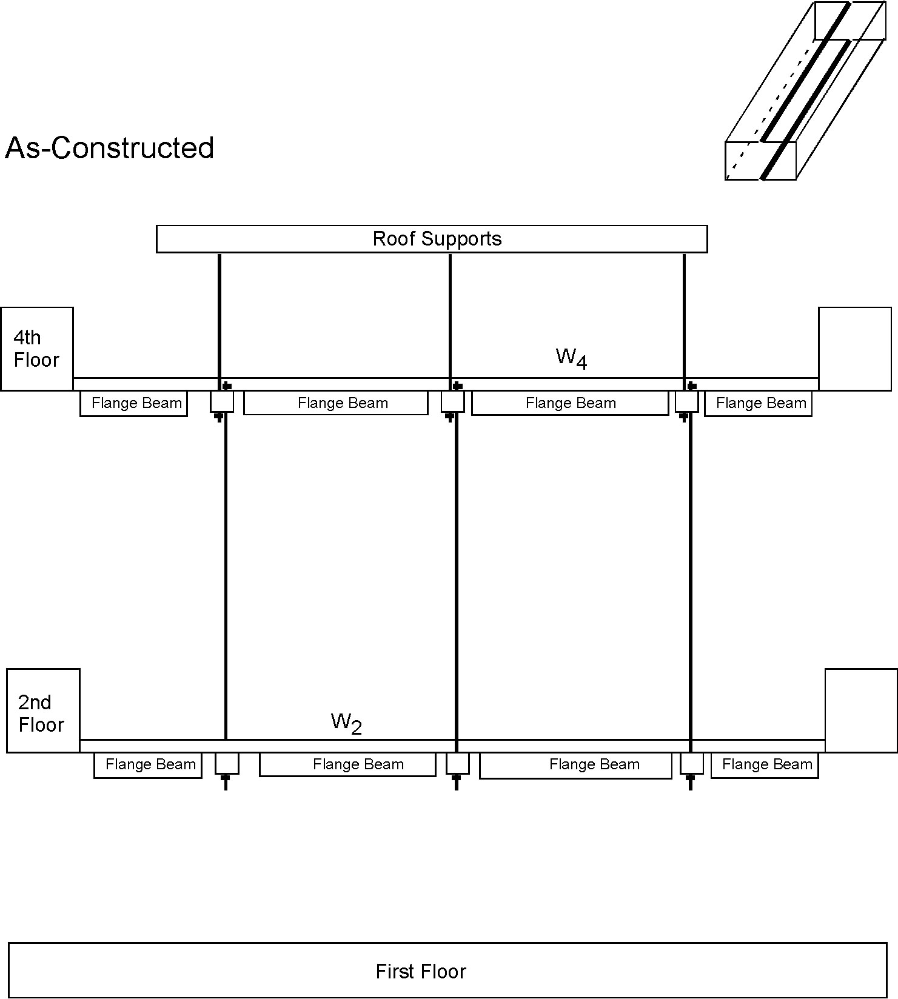 As-Constructed
Roof Supports
4th
Floor
W4
Flange Beam
Flange Beam
Flange Beam
Flange Beam
2nd
Floor
W2
Flange Beam
Flange Beam
Flange Beam
Flange Beam
First Floor